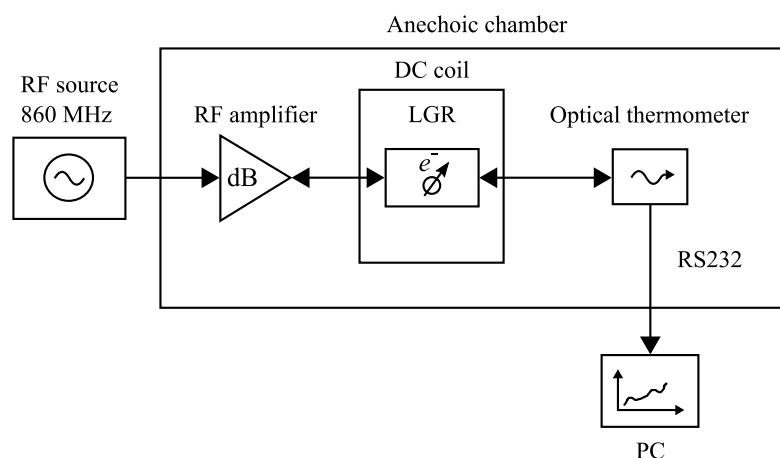 Anechoic chamber
DC coil
RF source
860 MHz
RF amplifier
LGR
Optical thermometer
e⁻
dB
RS232
PC